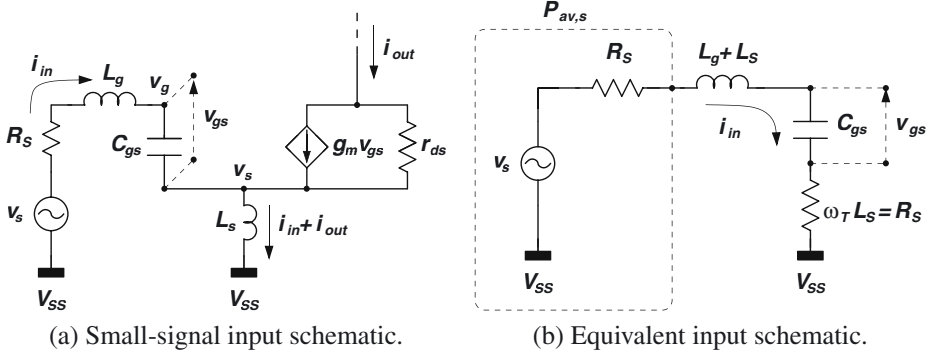 P_av,s
i_in
L_g
v_g
i_out
R_S
L_g + L_S
v_gs
R_S
C_gs
g_m v_gs
r_ds
i_in
C_gs
v_gs
v_s
v_s
v_s
L_s
i_in + i_out
ω_T L_S = R_S
V_SS
V_SS
V_SS
V_SS
(a) Small-signal input schematic.
(b) Equivalent input schematic.